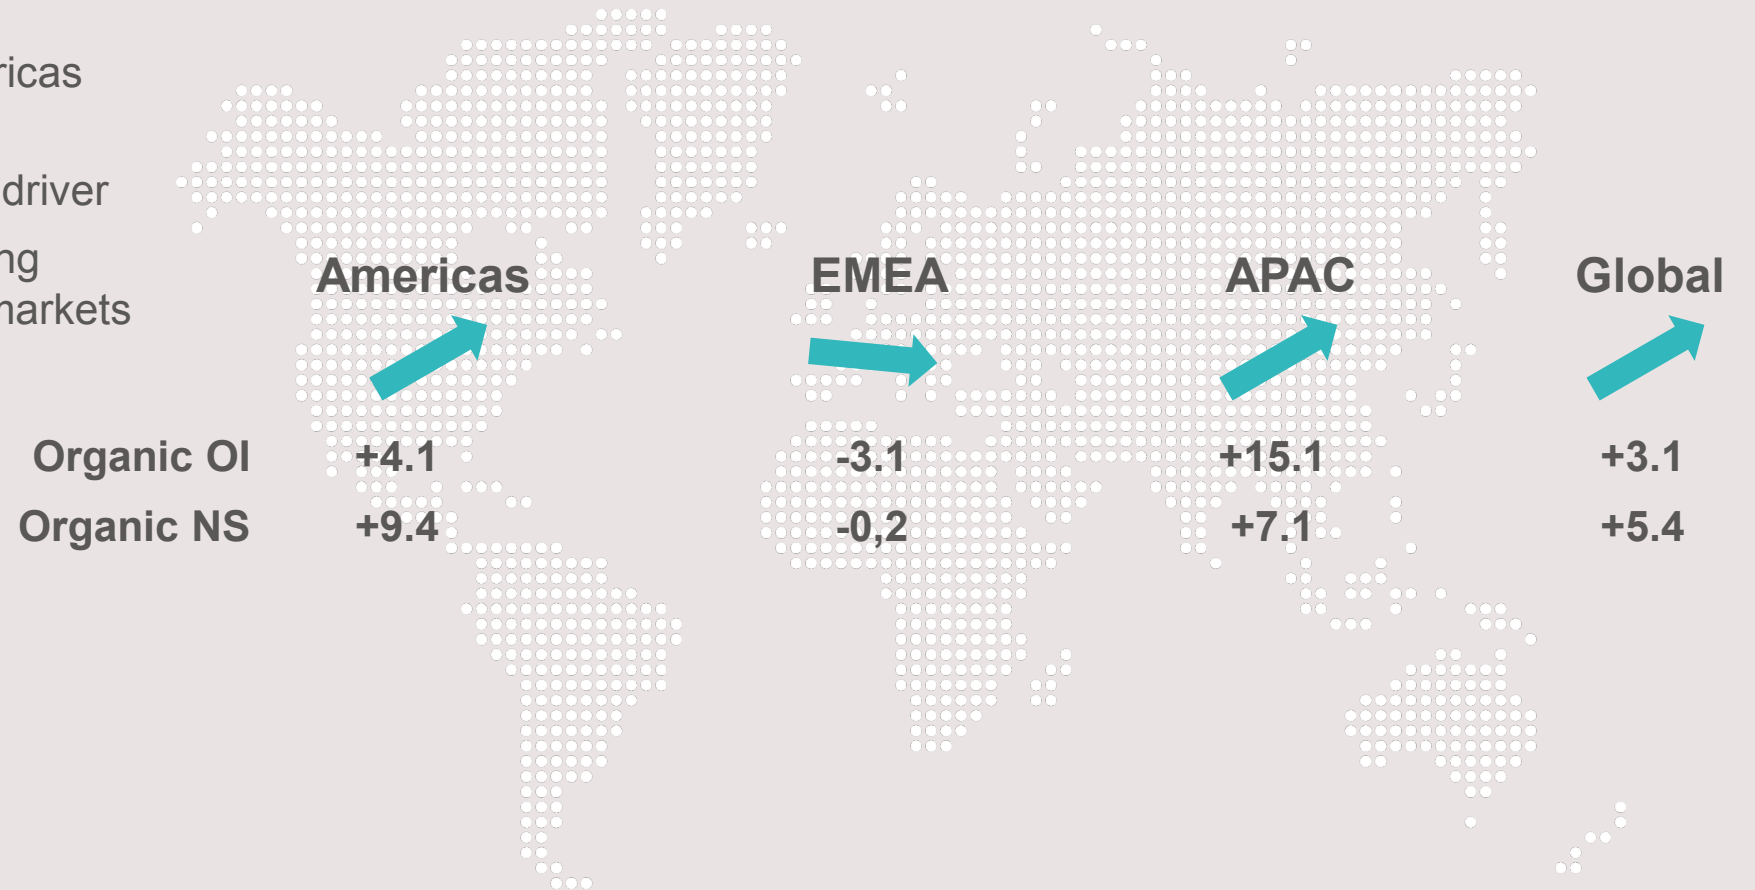 ricas
driver
ng
markets
Americas EMEA APAC Global
Organic OI +4.1 -3.1 +15.1 +3.1
Organic NS +9.4 -0,2 +7.1 +5.4